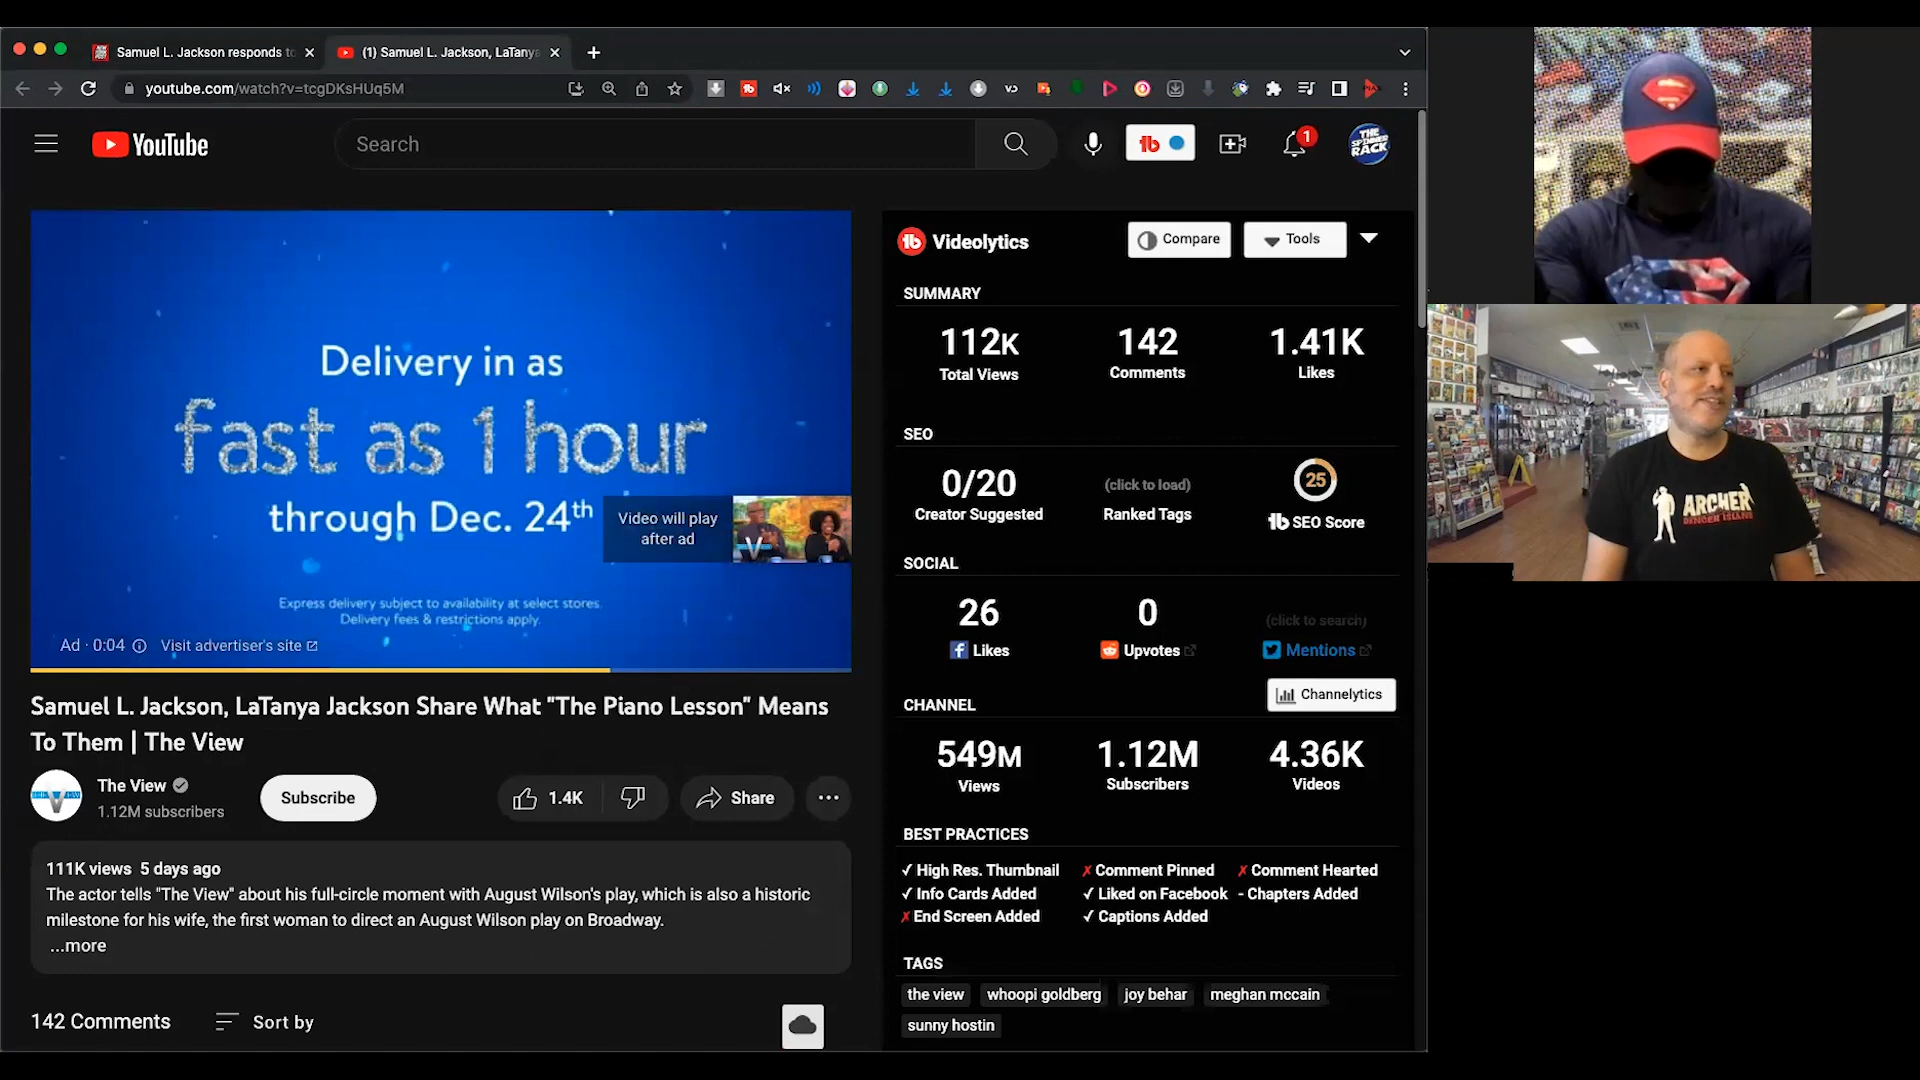 Samuel L. Jackson responds to
(1) Samuel L. Jackson, LaTanya
youtube.com/watch?v=tcgDKsHUq5M
YouTube
Search
1
THE SPINNER RACK
Delivery in as
fast as 1 hour
through Dec. 24th
Video will play
after ad
Express delivery subject to availability at select stores.
Delivery fees & restrictions apply.
Ad · 0:04
Visit advertiser's site
Samuel L. Jackson, LaTanya Jackson Share What "The Piano Lesson" Means
To Them | The View
The View
1.12M subscribers
Subscribe
1.4K
Share
111K views 5 days ago
The actor tells "The View" about his full-circle moment with August Wilson's play, which is also a historic
milestone for his wife, the first woman to direct an August Wilson play on Broadway.
...more
142 Comments
Sort by
Videolytics
Compare
Tools
SUMMARY
112K 142 1.41K
Total Views Comments Likes
SEO
0/20 (click to load) 25
Creator Suggested Ranked Tags SEO Score
SOCIAL
26 0 (click to search)
Likes Upvotes Mentions
CHANNEL
Channelytics
549M 1.12M 4.36K
Views Subscribers Videos
BEST PRACTICES
✓ High Res. Thumbnail ✗ Comment Pinned ✗ Comment Hearted
✓ Info Cards Added ✓ Liked on Facebook - Chapters Added
✗ End Screen Added ✓ Captions Added
TAGS
the view whoopi goldberg joy behar meghan mccain
sunny hostin
ARCHER
DANGER ISLAND